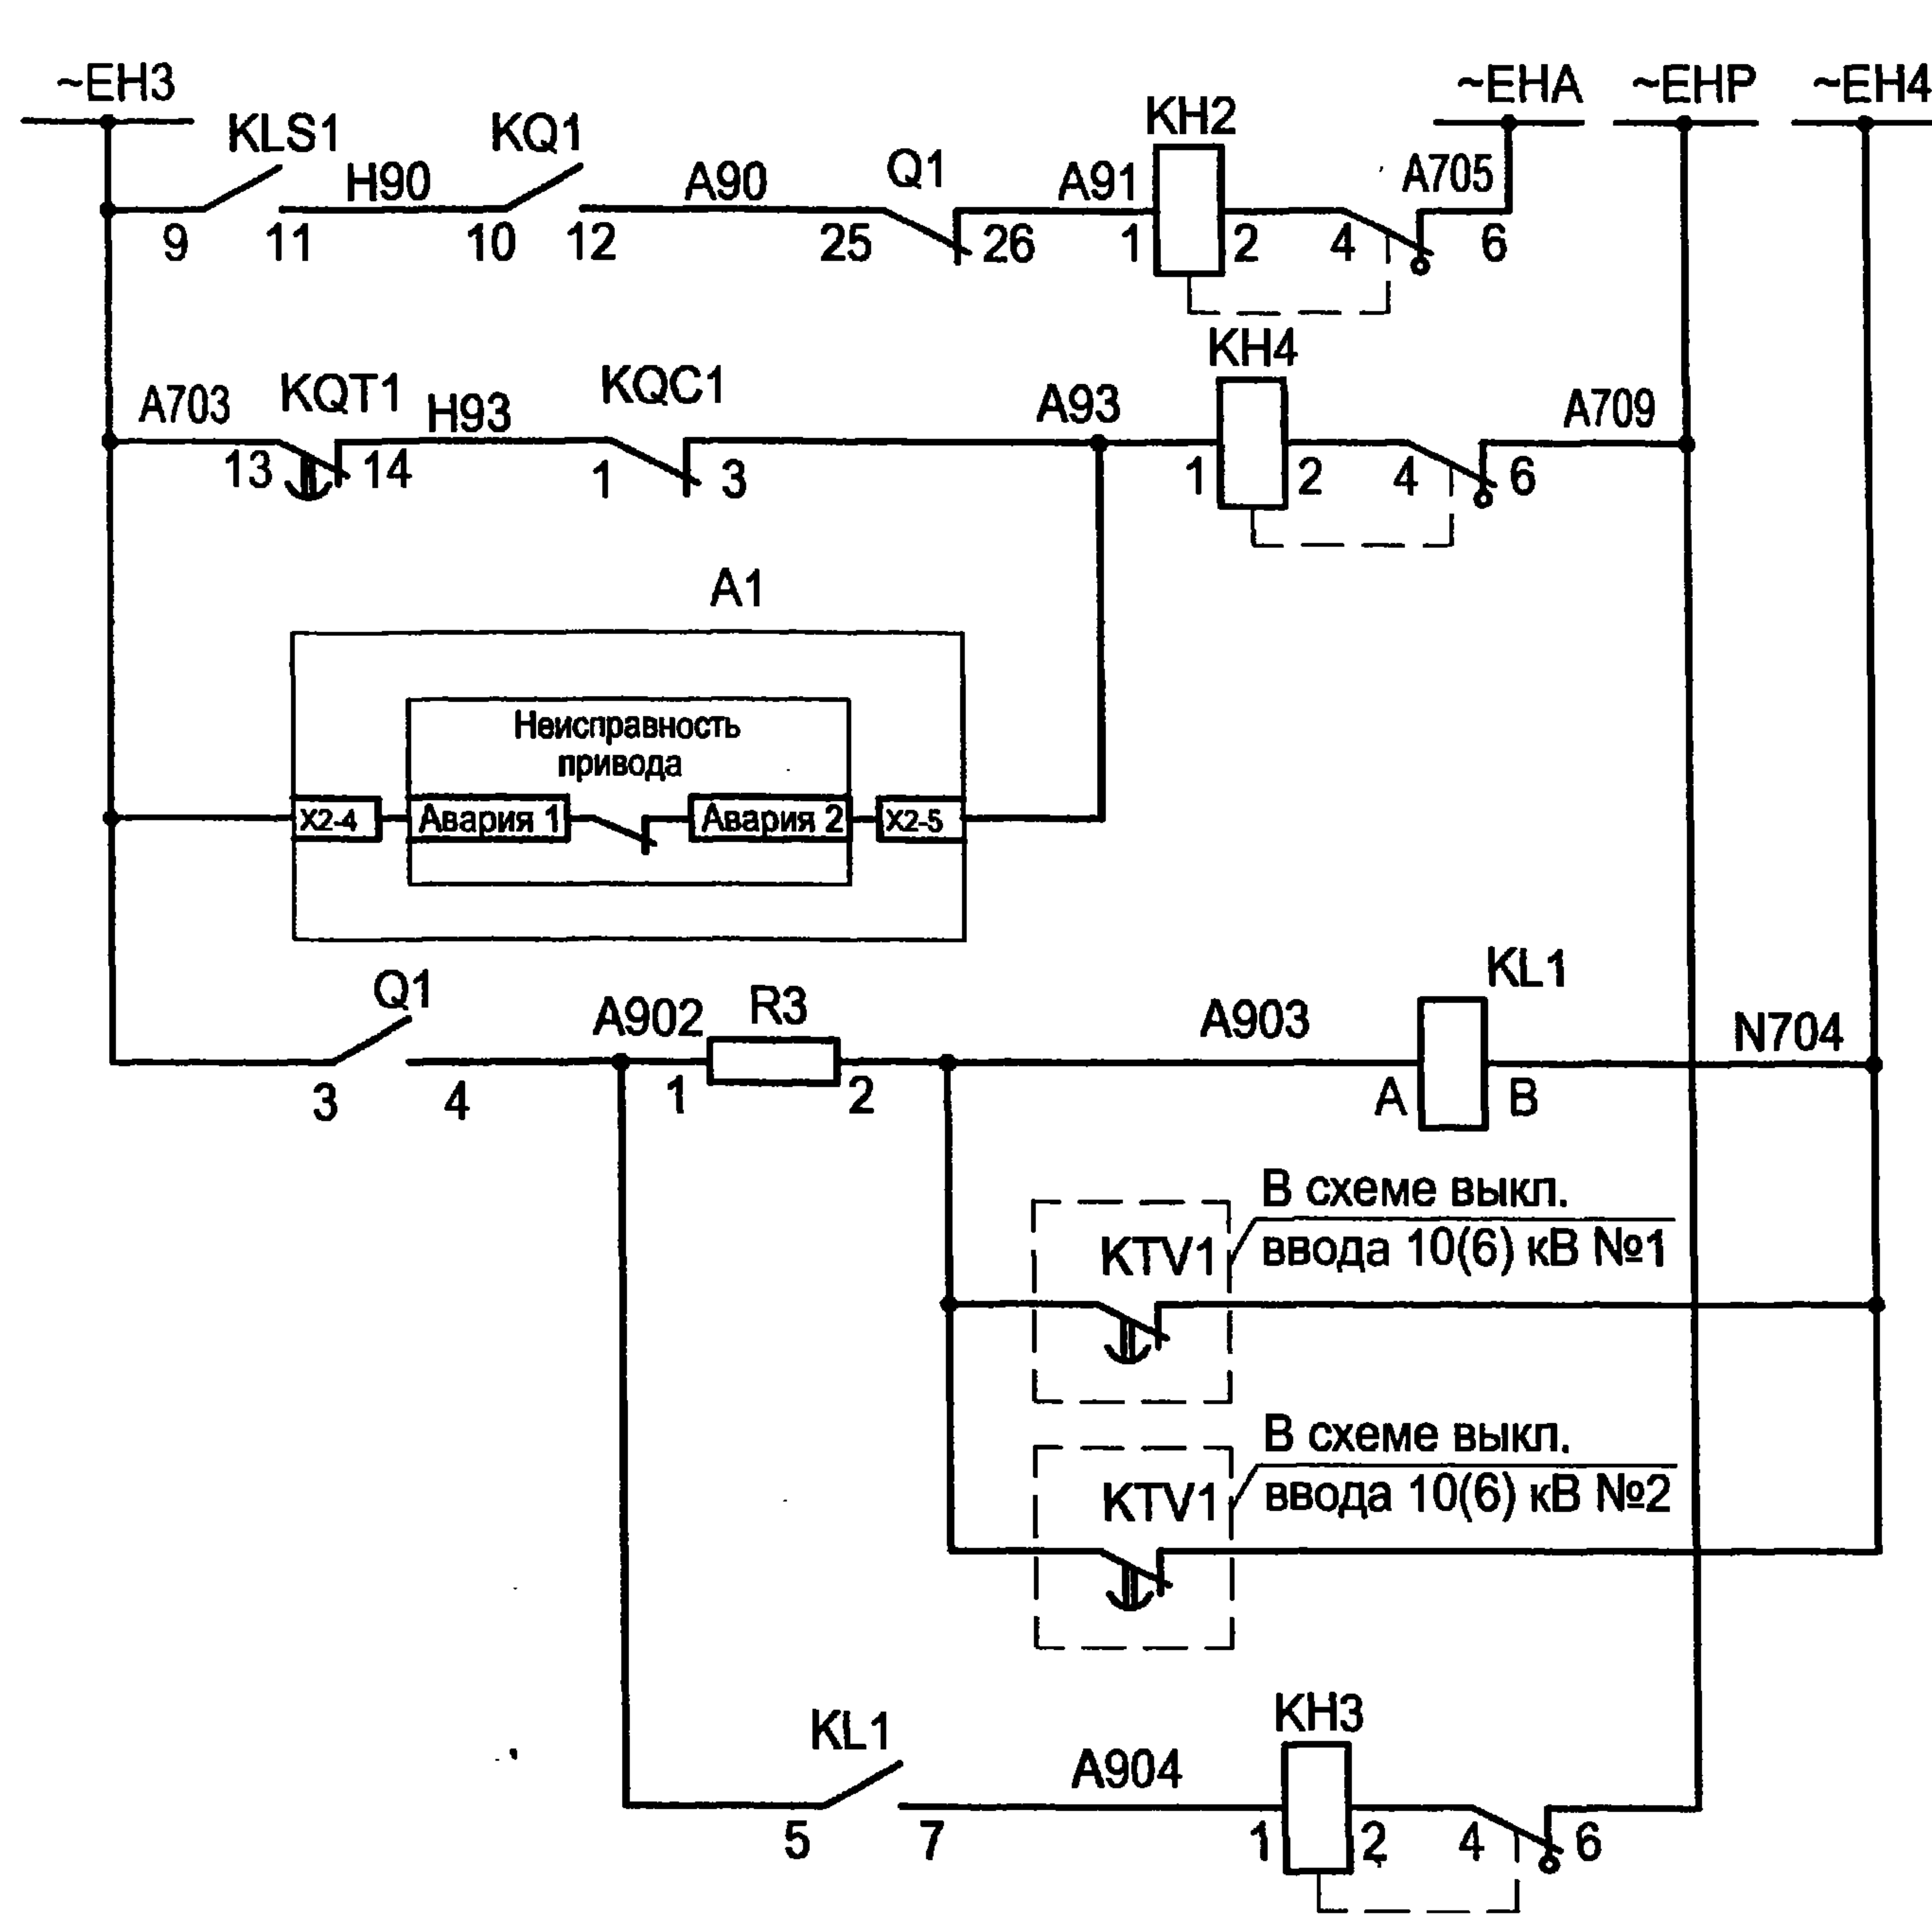 ~EH3
~EHA
~EHP
~EH4
KLS1
H90
KQ1
A90
Q1
A91
KH2
A705
9
11
10
12
25
26
1
2
4
6
A703
KQT1
H93
KQC1
A93
KH4
A709
13
14
1
3
1
2
4
6
A1
Неисправность
привода
X2-4
Авария 1
Авария 2
X2-5
Q1
A902
R3
A903
KL1
N704
3
4
1
2
A
B
В схеме выкл.
ввода 10(6) кВ №1
KTV1
В схеме выкл.
ввода 10(6) кВ №2
KTV1
KL1
A904
KH3
5
7
1
2
4
6